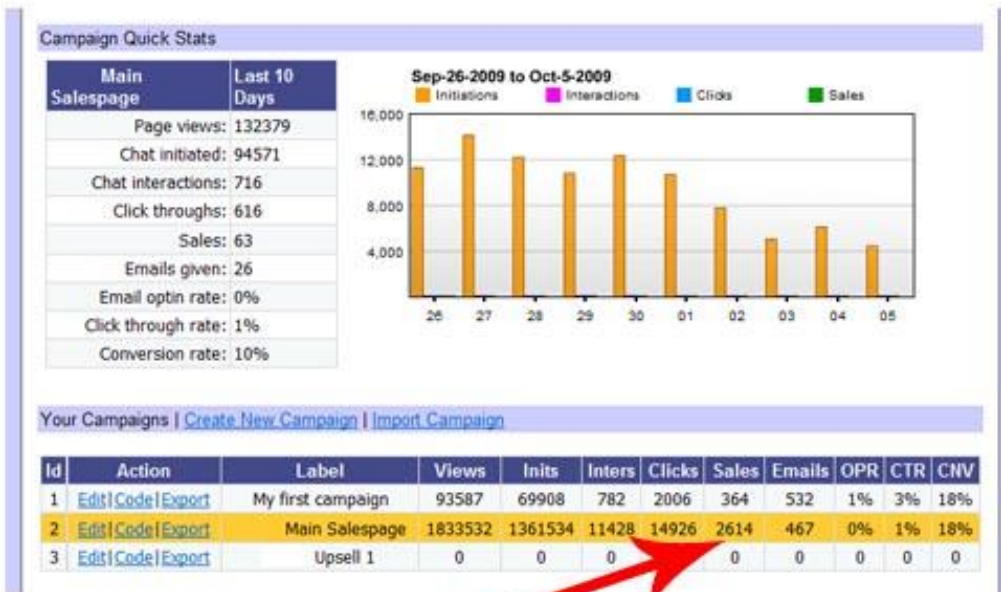 Campaign Quick Stats
Main Salespage Last 10 Days
Page views: 132379
Chat initiated: 94571
Chat interactions: 716
Click throughs: 616
Sales: 63
Emails given: 26
Email optin rate: 0%
Click through rate: 1%
Conversion rate: 10%
Sep-26-2009 to Oct-5-2009
Initiations Interactions Clicks Sales
16,000
12,000
8,000
4,000
26 27 28 29 30 01 02 03 04 05
Your Campaigns | Create New Campaign | Import Campaign
Id Action Label Views Inits Inters Clicks Sales Emails OPR CTR CNV
1 Edit|Code|Export My first campaign 93587 69908 782 2006 364 532 1% 3% 18%
2 Edit|Code|Export Main Salespage 1833532 1361534 11428 14926 2614 467 0% 1% 18%
3 Edit|Code|Export Upsell 1 0 0 0 0 0 0 0 0